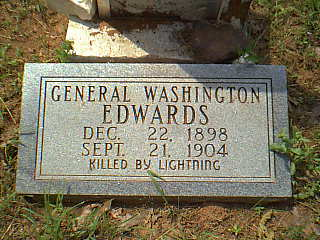 GENERAL WASHINGTON
EDWARDS
DEC. 22, 1898
SEPT. 21, 1904
KILLED BY LIGHTNING